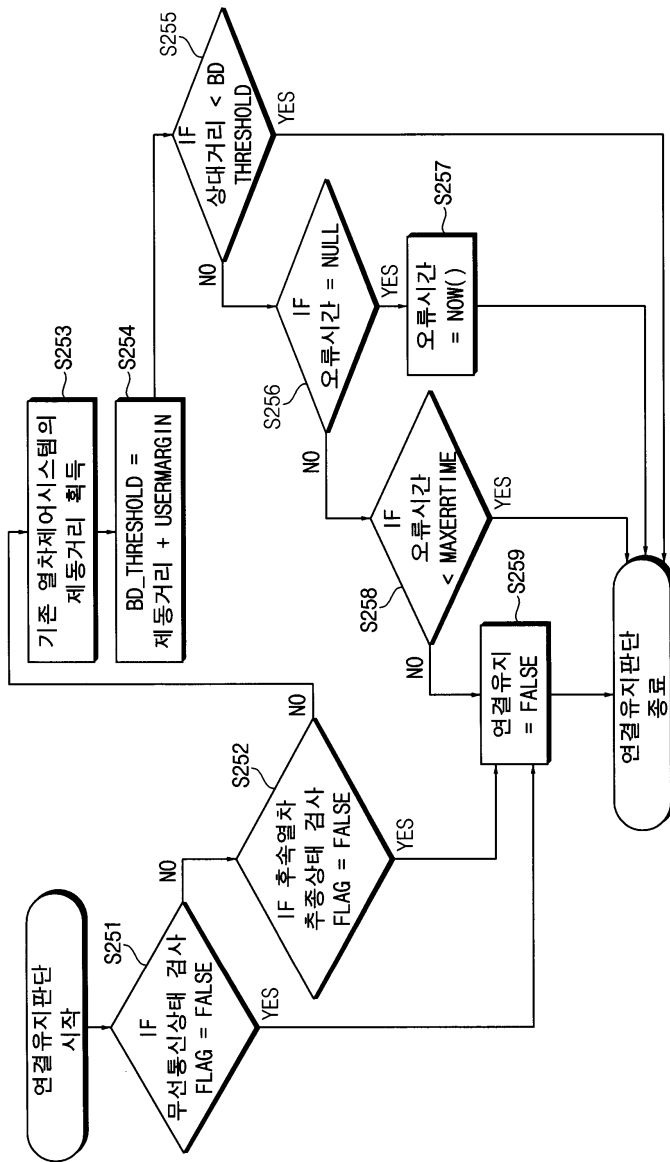 연결유지판단
시작
S251
IF
무선통신상태 검사
FLAG = FALSE
NO
YES
S252
IF 후속열차
추종상태 검사
FLAG = FALSE
NO
YES
S253
기존 열차제어시스템의
제동거리 획득
S254
BD_THRESHOLD =
제동거리 + USERMARGIN
S255
IF
상대거리 < BD
THRESHOLD
NO
YES
S256
IF
오류시간 = NULL
NO
YES
S257
오류시간
= NOW()
S258
IF
오류시간
< MAXERRTIME
NO
YES
S259
연결유지
= FALSE
연결유지판단
종료